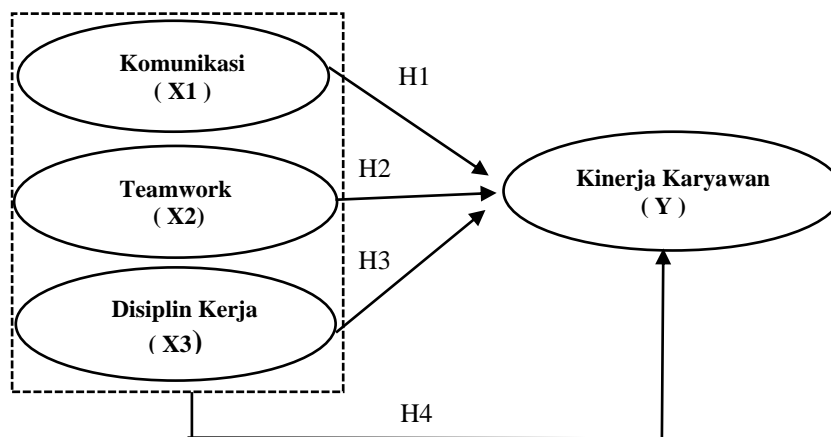 Komunikasi
( X1 )
H1
Teamwork
( X2)
H2
Kinerja Karyawan
( Y )
H3
Disiplin Kerja
( X3)
H4